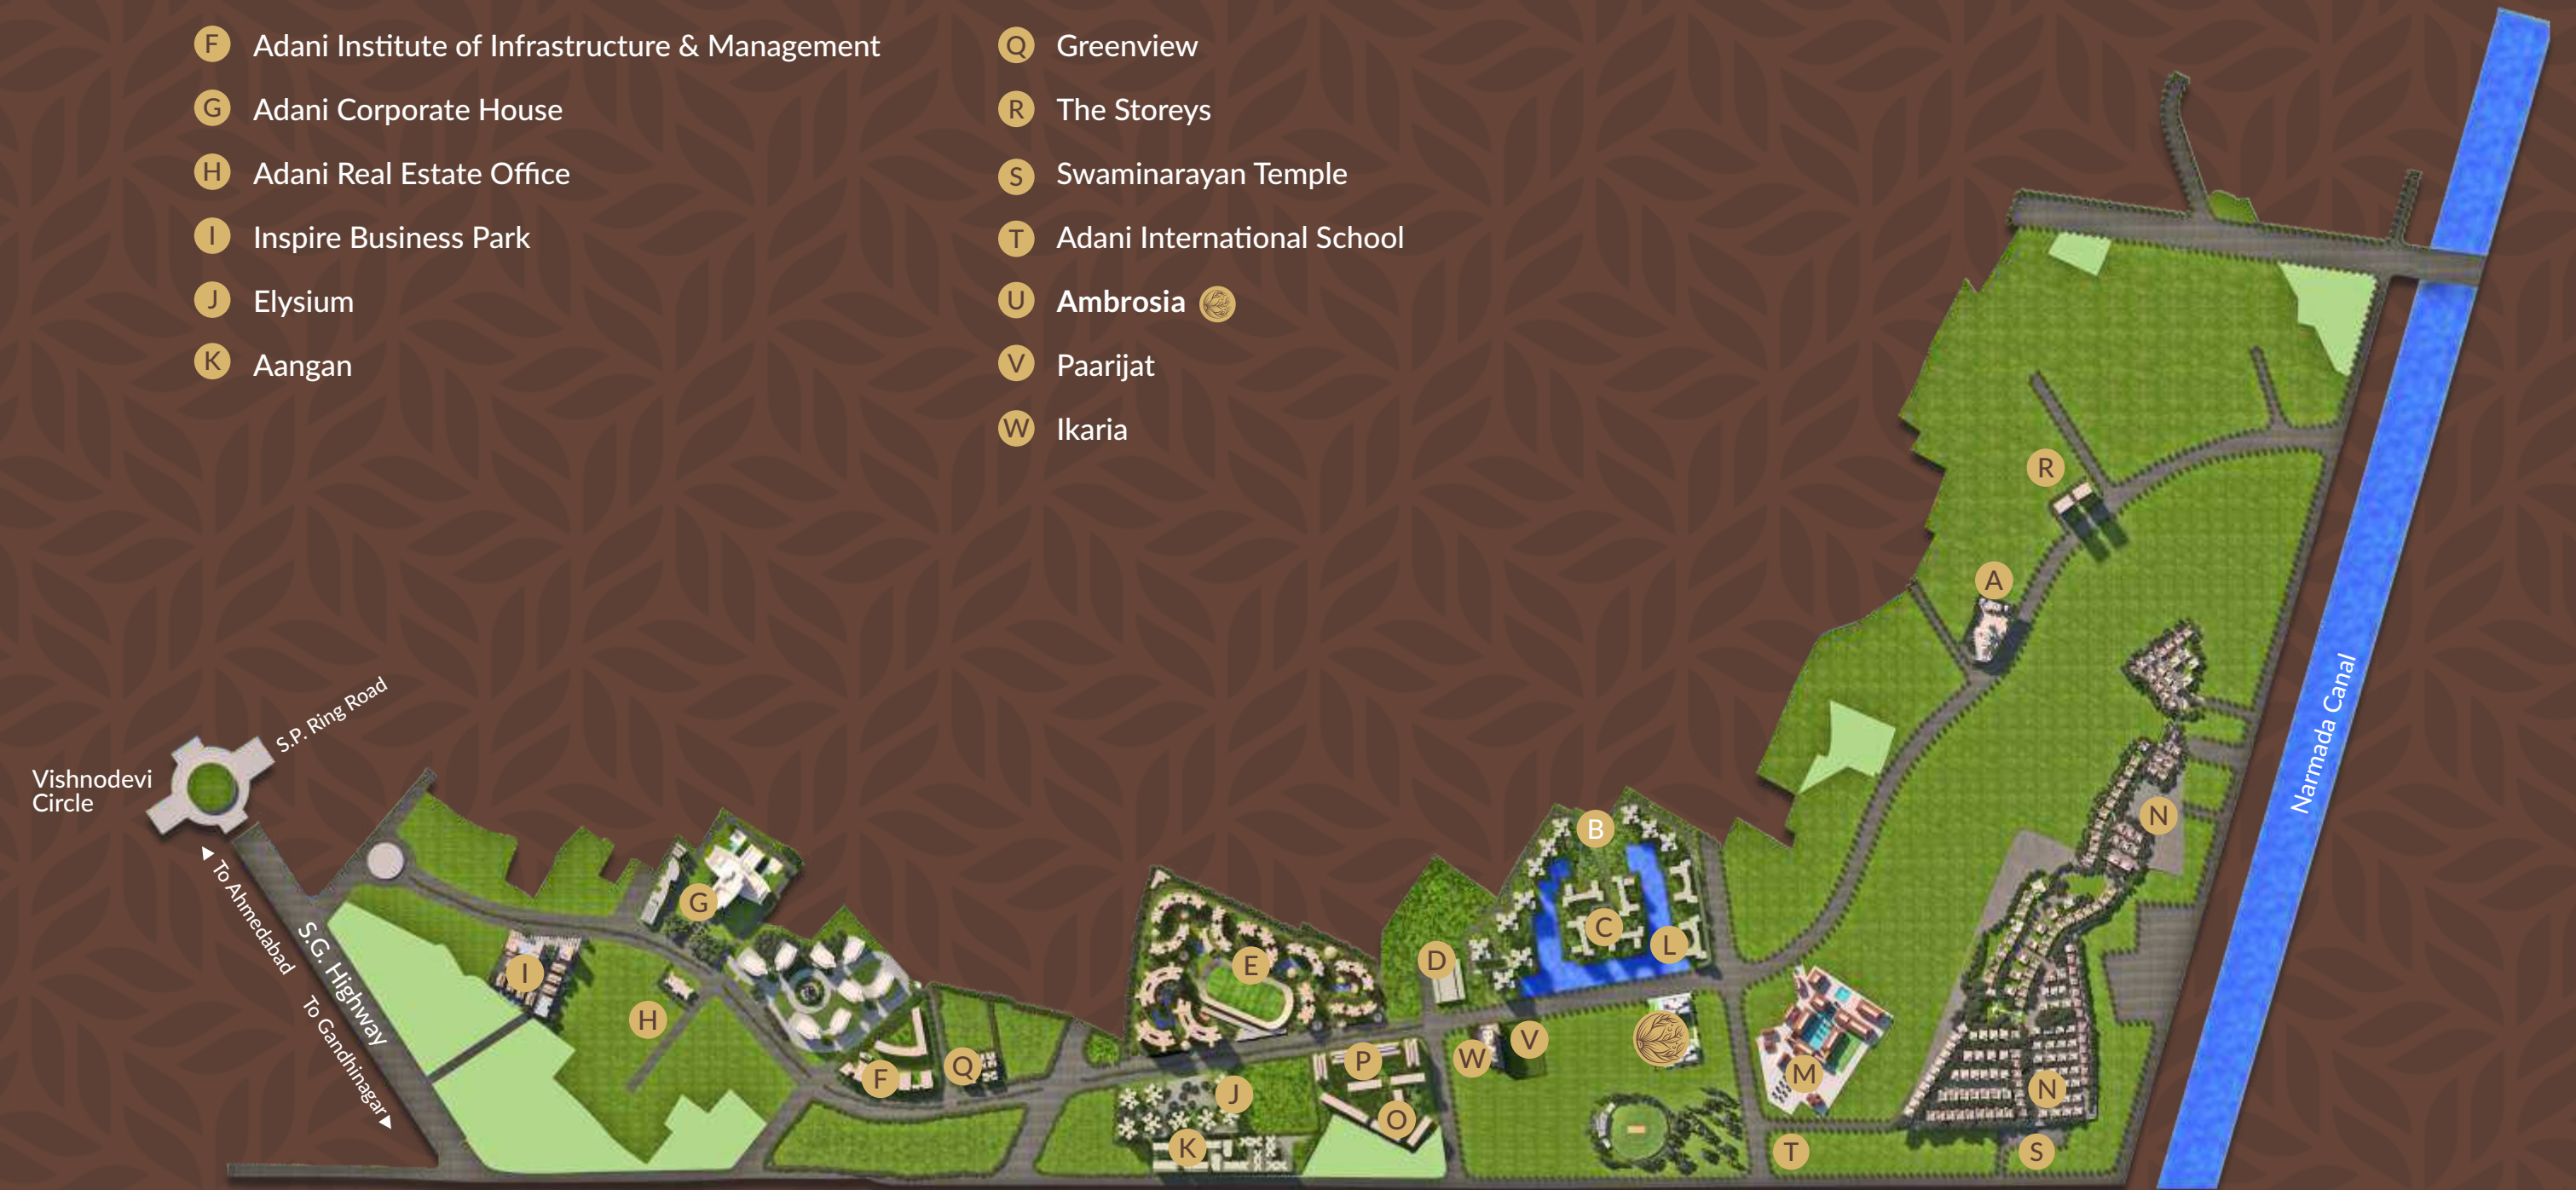 F Adani Institute of Infrastructure & Management
G Adani Corporate House
H Adani Real Estate Office
I Inspire Business Park
J Elysium
K Aangan
Q Greenview
R The Storeys
S Swaminarayan Temple
T Adani International School
U Ambrosia
V Paarijat
W Ikaria
R
A
S.P. Ring Road
Vishnodevi
Circle
Narmada Canal
N
B
To Ahmedabad
S.G. Highway
To Gandhinagar
G
C
L
E
D
I
H
V
W
P
Q
F
M
J
N
O
K
T
S